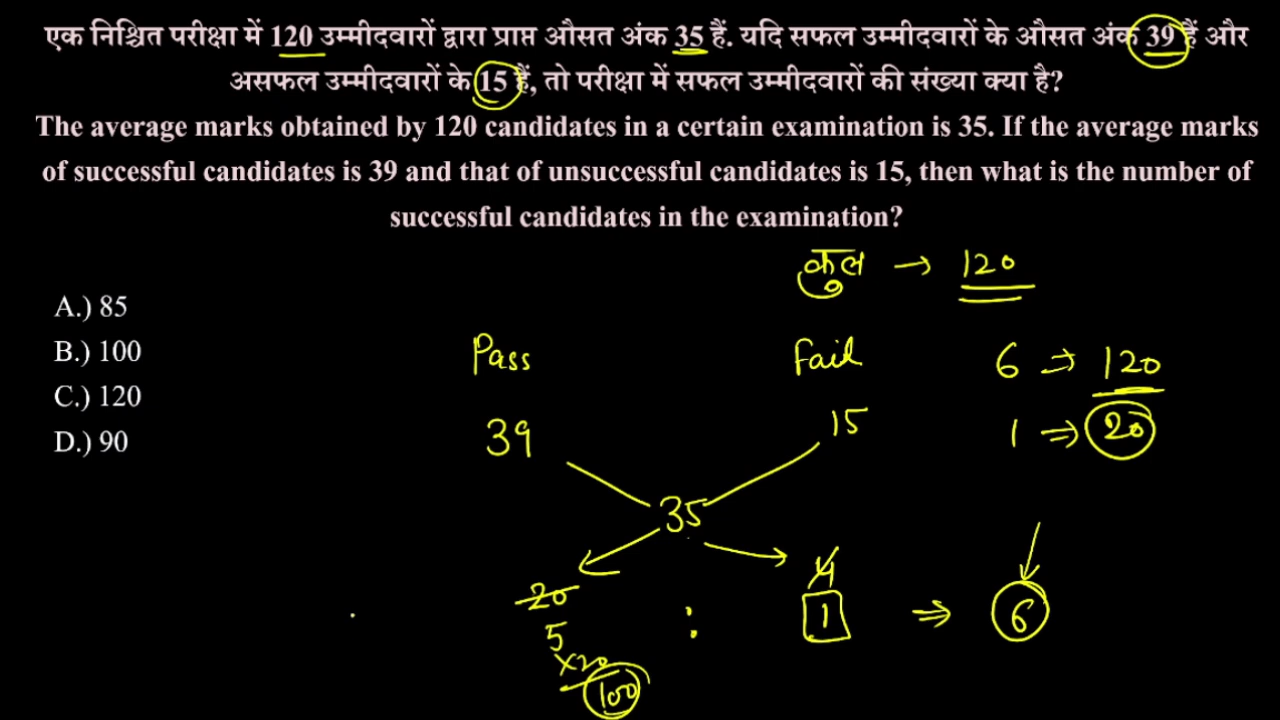 एक निश्चित परीक्षा में 120 उम्मीदवारों द्वारा प्राप्त औसत अंक 35 हैं. यदि सफल उम्मीदवारों के औसत अंक 39 हैं और
असफल उम्मीदवारों के 15 हैं, तो परीक्षा में सफल उम्मीदवारों की संख्या क्या है?
The average marks obtained by 120 candidates in a certain examination is 35. If the average marks
of successful candidates is 39 and that of unsuccessful candidates is 15, then what is the number of
successful candidates in the examination?
कुल → 120
A.) 85
B.) 100
C.) 120
D.) 90
Pass Fail 6 ⇒ 120
39 15 1 ⇒ 20
35
20 4
5 : 1 ⇒ 6
×20
100